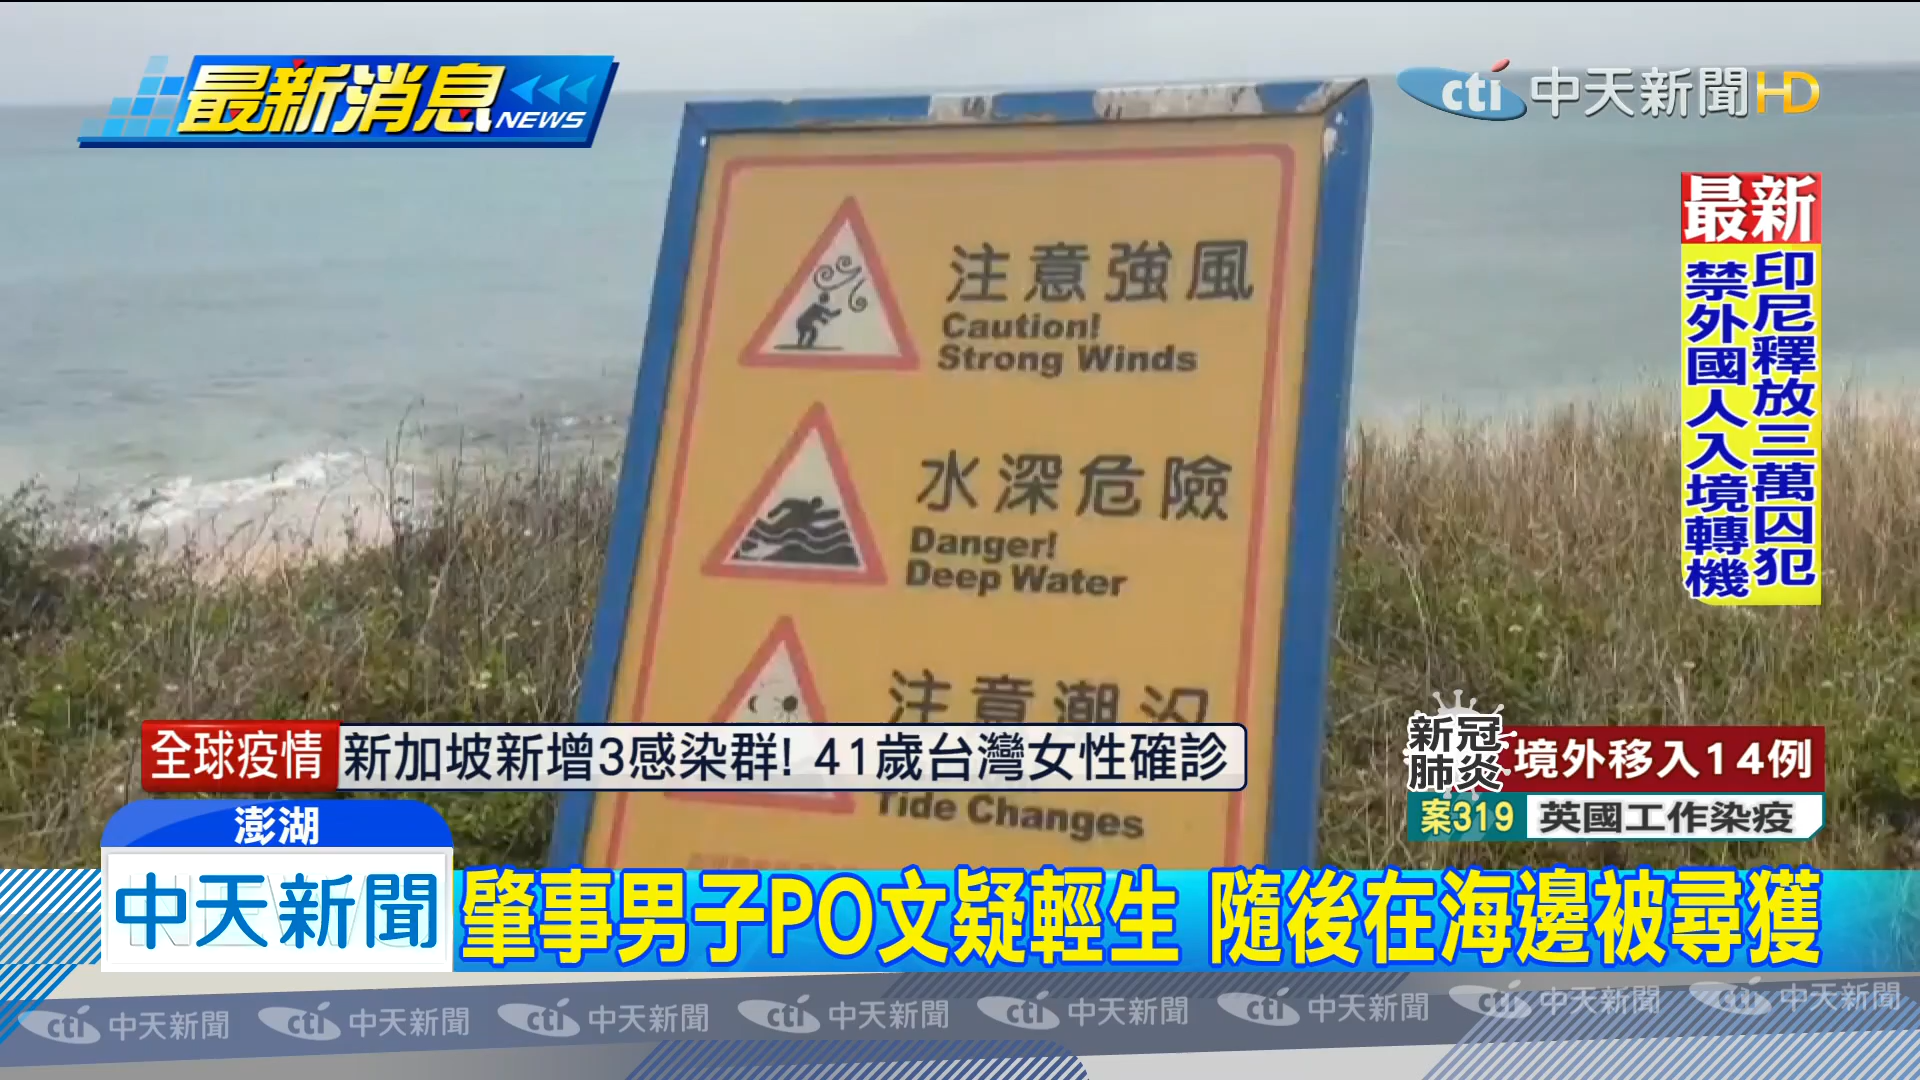 最新消息
NEWS
cti 中天新聞HD
最新
印尼釋放三萬囚犯
禁外國人入境轉機
注意強風
Caution!
Strong Winds
水深危險
Danger!
Deep Water
注意潮汐
Tide Changes
全球疫情 新加坡新增3感染群! 41歲台灣女性確診
新冠肺炎 境外移入14例
案319 英國工作染疫
澎湖
中天新聞
肇事男子PO文疑輕生 隨後在海邊被尋獲
cti 中天新聞 cti 中天新聞 cti 中天新聞 cti 中天新聞 cti 中天新聞 cti 中天新聞 cti 中天新聞 cti 中天新聞